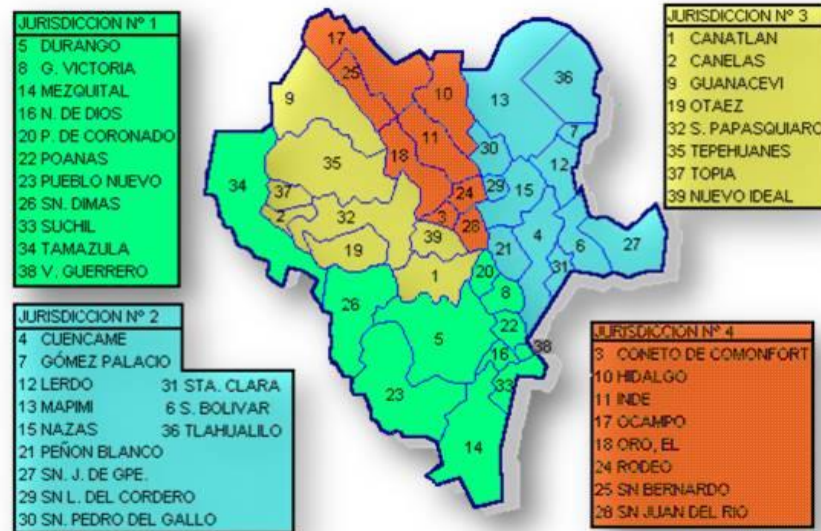 JURISDICCION Nº 1
5 DURANGO
8 G. VICTORIA
14 MEZQUITAL
16 N. DE DIOS
20 P. DE CORONADO
22 POANAS
23 PUEBLO NUEVO
26 SN. DIMAS
33 SUCHIL
34 TAMAZULA
38 V. GUERRERO
JURISDICCION Nº 2
4 CUENCAME
7 GÓMEZ PALACIO
12 LERDO 31 STA. CLARA
13 MAPIMI 6 S. BOLIVAR
15 NAZAS 36 TLAHUALILO
21 PEÑON BLANCO
27 SN. J. DE GPE.
29 SN L. DEL CORDERO
30 SN. PEDRO DEL GALLO
17
25
10
13
36
9
11
7
18
30
12
35
34
29
15
37
24
2
32
3
28
39
4
6
27
19
21
31
1
20
26
8
22
5
38
16
23
33
14
JURISDICCION Nº 3
1 CANATLAN
2 CANELAS
9 GUANACEVI
19 OTAEZ
32 S. PAPASQUIARO
35 TEPEHUANES
37 TOPIA
39 NUEVO IDEAL
JURISDICCION Nº 4
3 CONETO DE COMONFORT
10 HIDALGO
11 INDE
17 OCAMPO
18 ORO, EL
24 RODEO
25 SN BERNARDO
28 SN JUAN DEL RIO